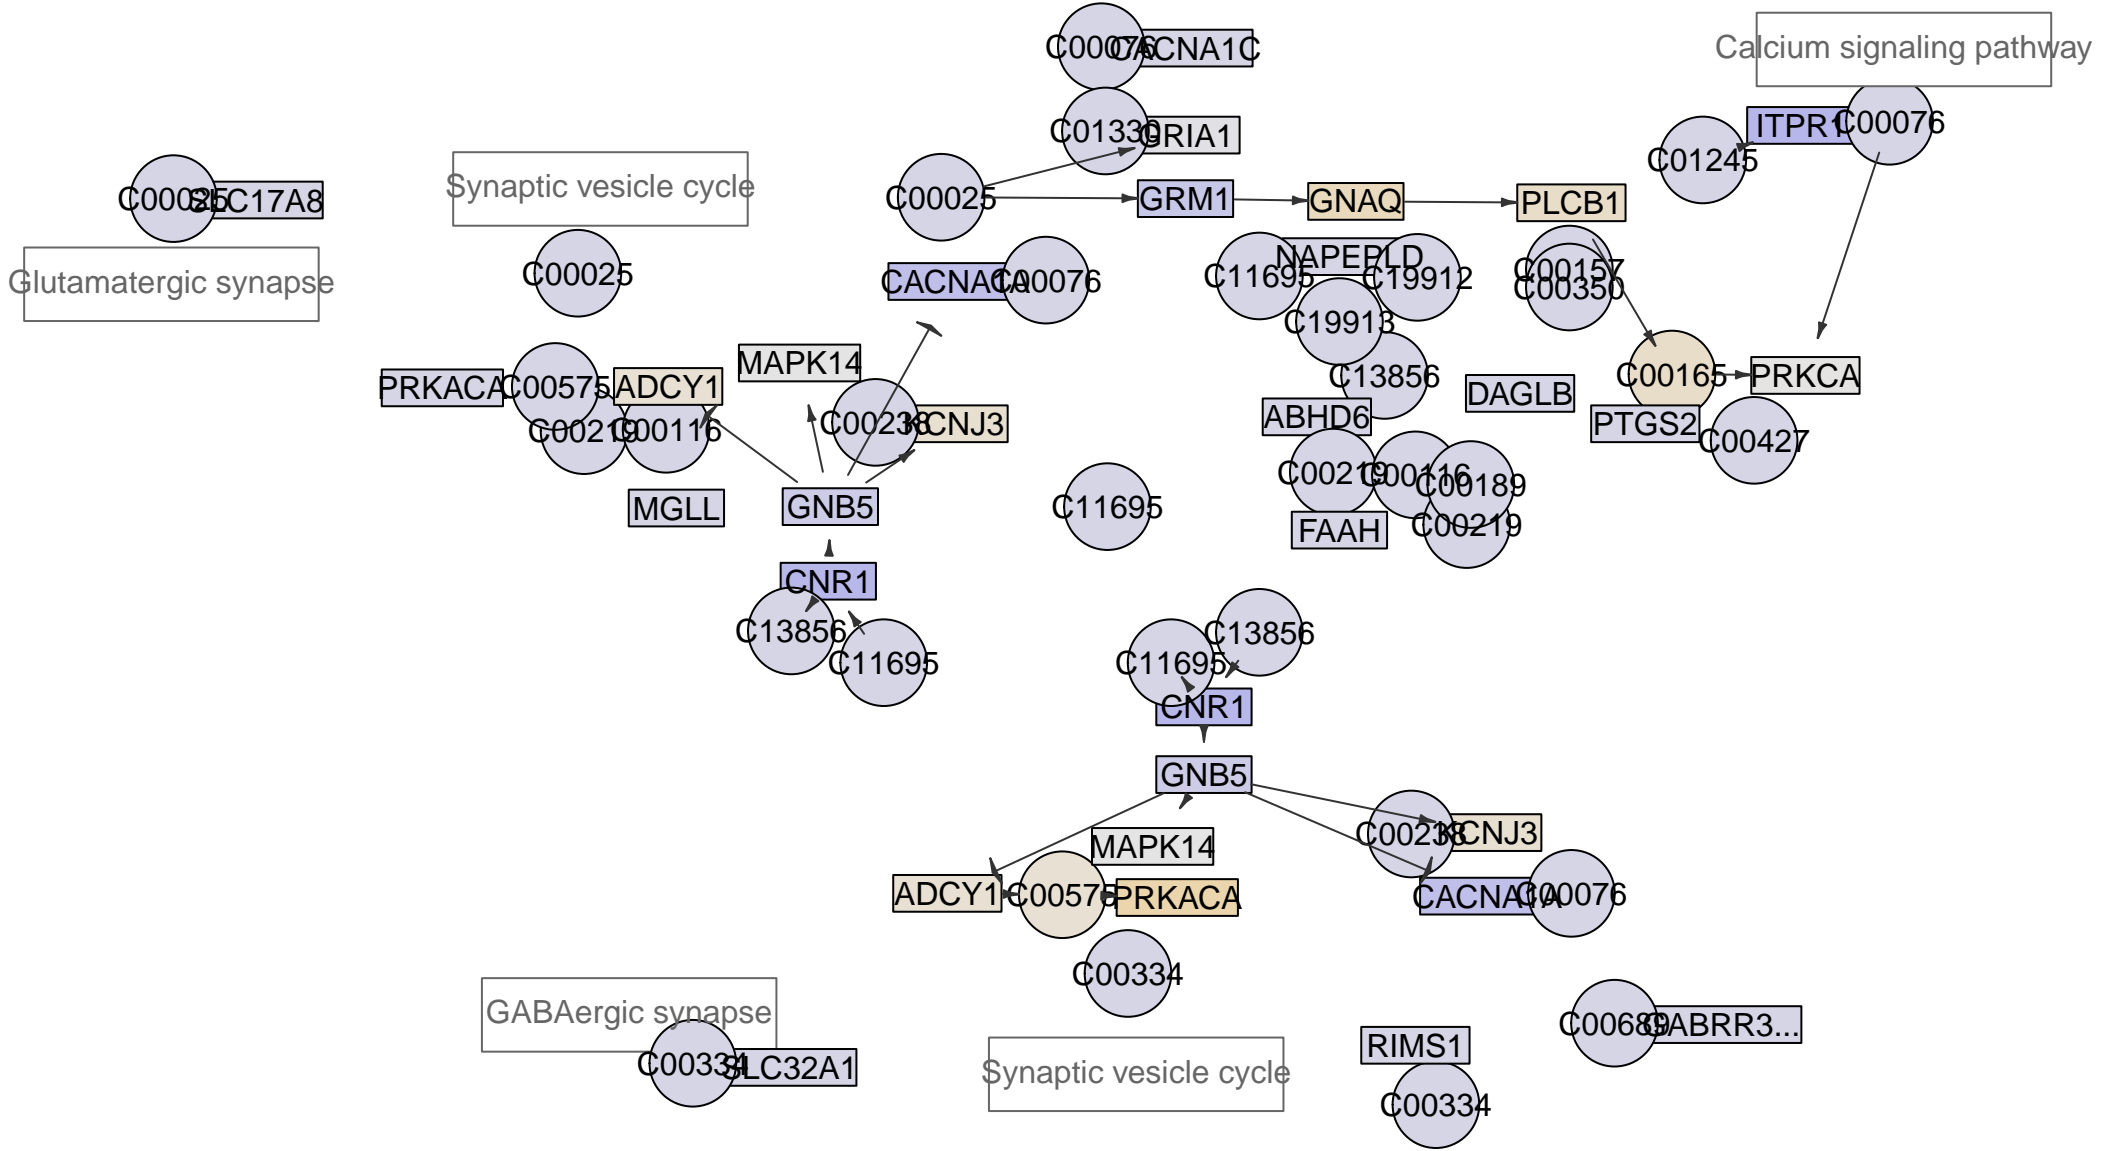 C00076
CACNA1C
Calcium signaling pathway
C01330
GRIA1
ITPR1
C00076
C01245
Synaptic vesicle cycle
C00025
SLC17A8
C00025
GRM1
GNAQ
PLCB1
Glutamatergic synapse
C00025
CACNA1A
C00076
C11695
NAPEPLD
C19912
C00157
C00350
C19913
MAPK14
PRKACA
C00575
ADCY1
C13856
C00165
PRKCA
DAGLB
C00219
C00116
C00238
KCNJ3
ABHD6
PTGS2
C00427
C00219
C00116
C00189
MGLL
GNB5
C11695
FAAH
C00219
CNR1
C13856
C11695
C11695
C13856
CNR1
GNB5
MAPK14
C00238
KCNJ3
ADCY1
C00575
PRKACA
CACNA1A
C00076
C00334
GABAergic synapse
C00334
SLC32A1
Synaptic vesicle cycle
RIMS1
C00334
C00689
GABRR3...